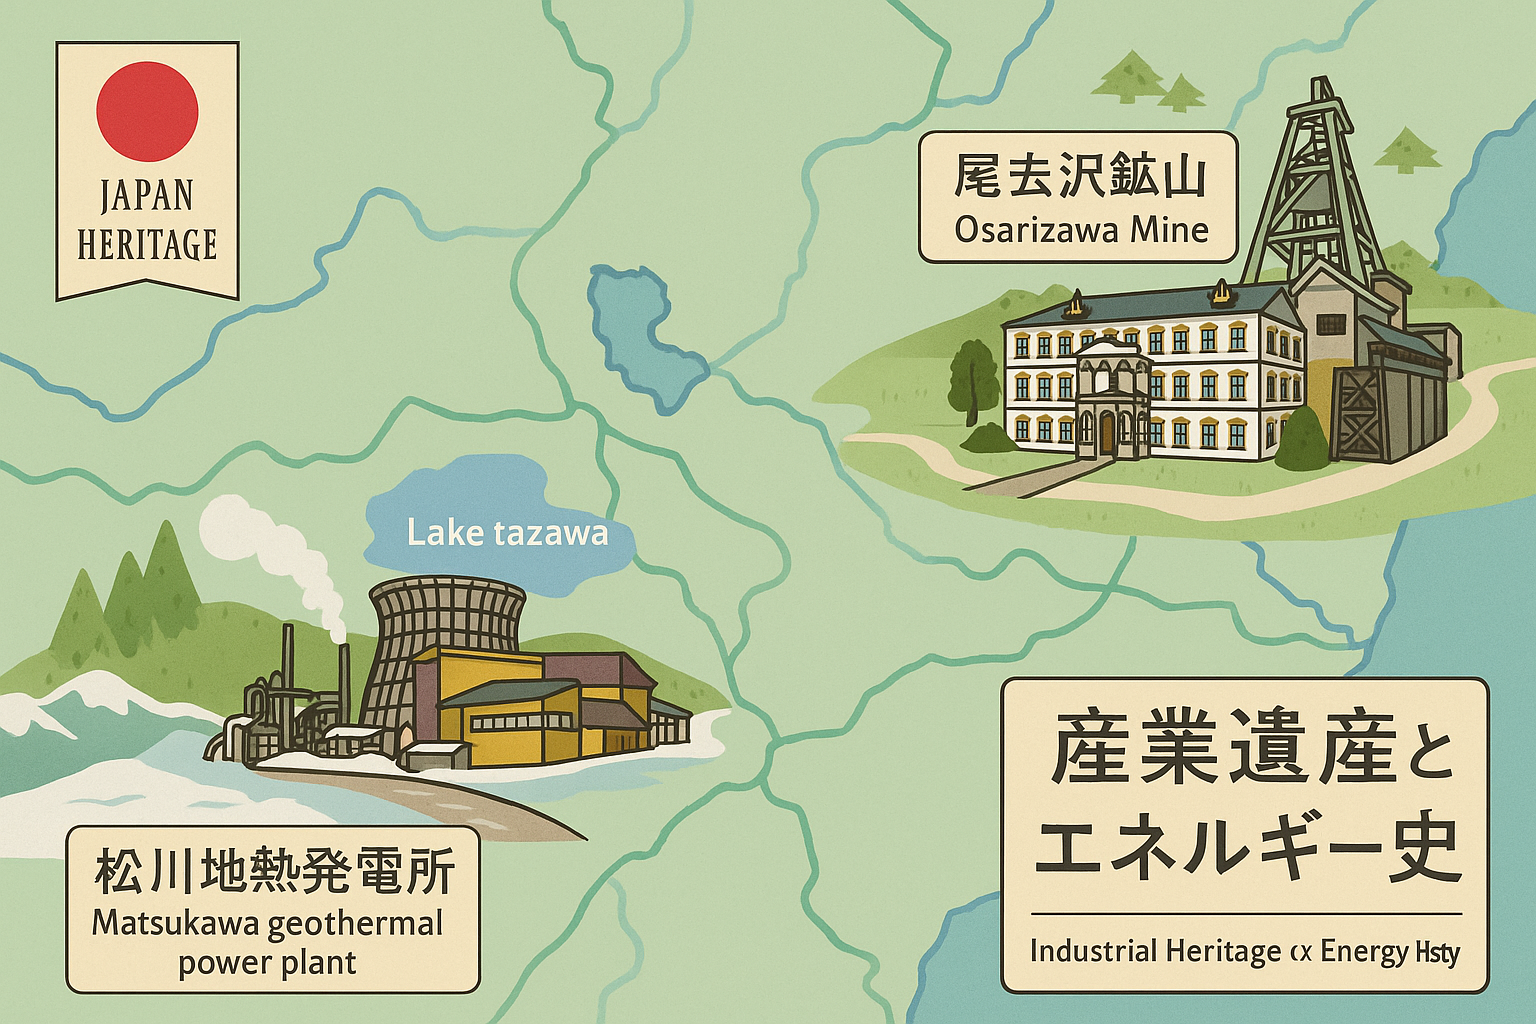 JAPAN
HERITAGE
尾去沢鉱山
Osarizawa Mine
Lake tazawa
松川地熱発電所
Matsukawa geothermal
power plant
産業遺産と
エネルギー史
Industrial Heritage α Energy Hsty